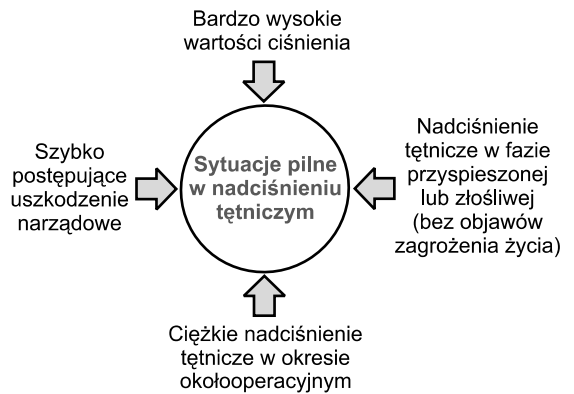 Bardzo wysokie
wartości ciśnienia
Szybko
postępujące
uszkodzenie
narządowe
Sytuacje pilne
w nadciśnieniu
tętniczym
Nadciśnienie
tętnicze w fazie
przyspieszonej
lub złośliwej
(bez objawów
zagrożenia życia)
Ciężkie nadciśnienie
tętnicze w okresie
okołooperacyjnym